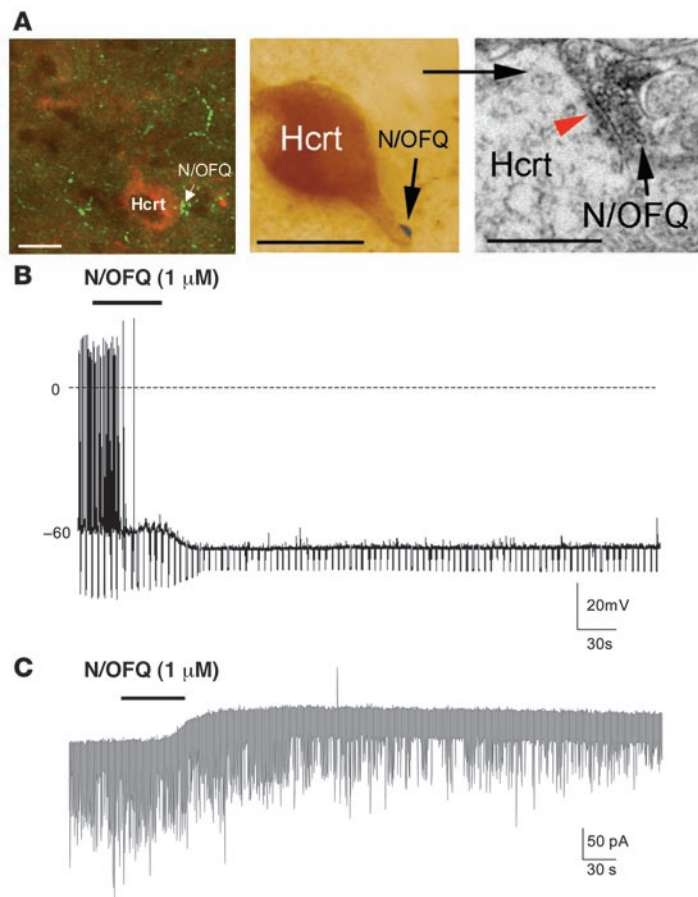 A
N/OFQ
Hcrt
Hcrt
N/OFQ
Hcrt
N/OFQ
B
N/OFQ (1 μM)
0
–60
20mV
30s
C
N/OFQ (1 μM)
50 pA
30 s